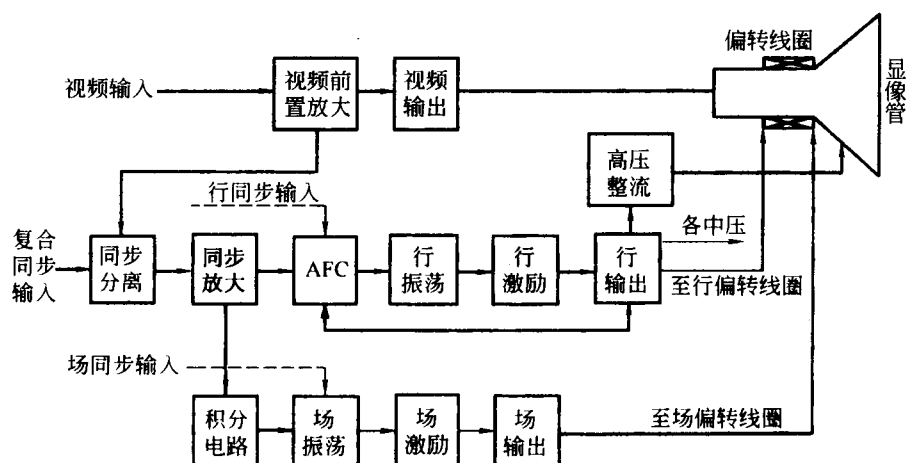 偏转线圈
显像管
视频输入
视频前
置放大
视频
输出
高压
整流
行同步输入
各中压
复合
同步
输入
同步
分离
同步
放大
AFC
行
振荡
行
激励
行
输出
至行偏转线圈
场同步输入
积分
电路
场
振荡
场
激励
场
输出
至场偏转线圈